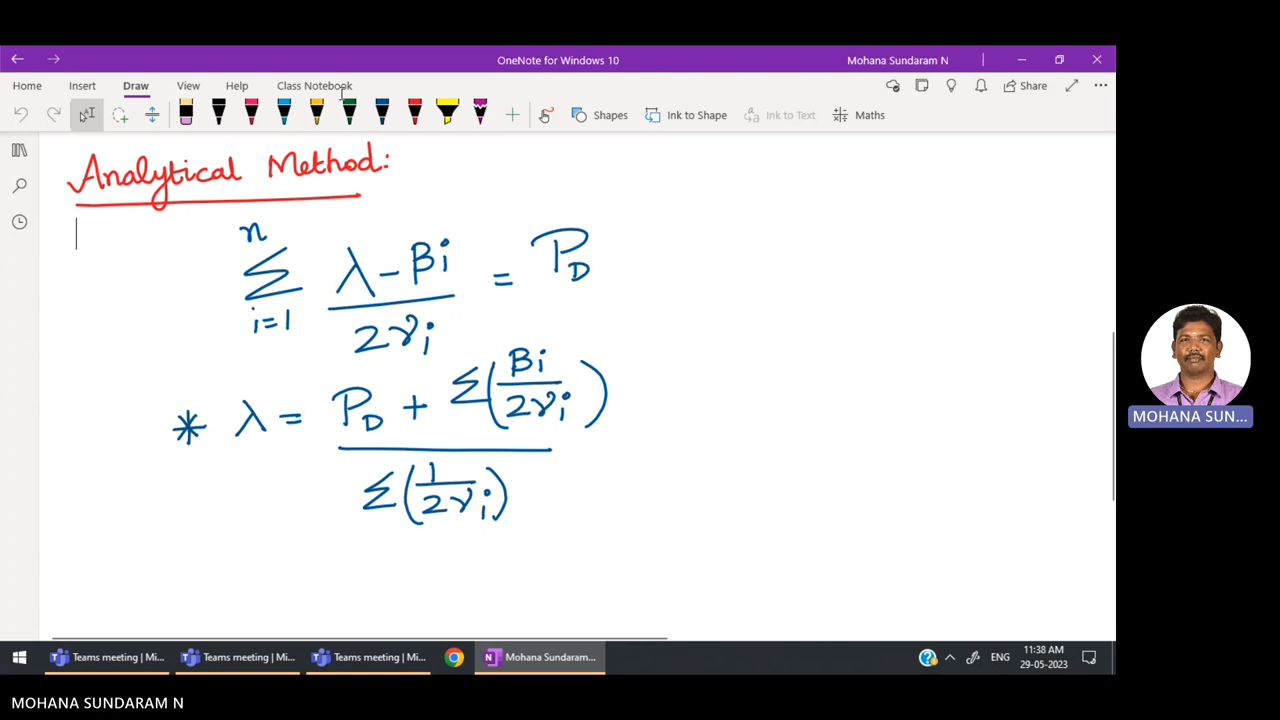 OneNote for Windows 10
Mohana Sundaram N
Home Insert Draw View Help Class Notebook
Share
Shapes Ink to Shape Ink to Text Maths
Analytical Method:
n
Σ λ - βi / 2γi = PD
i=1
* λ = PD + Σ(βi / 2γi)
Σ(1 / 2γi)
MOHANA SUN...
Teams meeting | Mi... Teams meeting | Mi... Teams meeting | Mi... N Mohana Sundaram... ENG 11:38 AM
29-05-2023
MOHANA SUNDARAM N